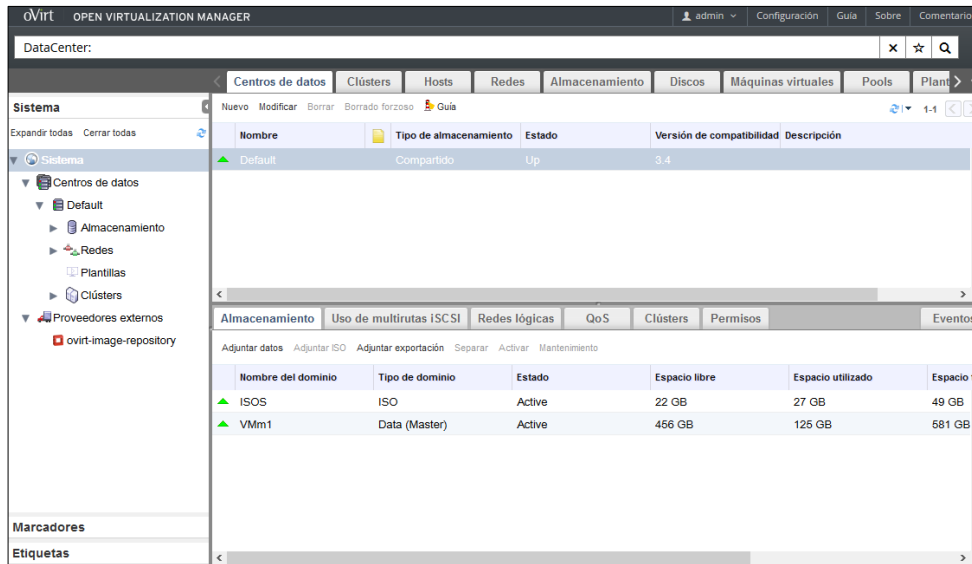 oVirt OPEN VIRTUALIZATION MANAGER admin Configuración Guía Sobre Comentario
DataCenter:
Centros de datos Clústers Hosts Redes Almacenamiento Discos Máquinas virtuales Pools Plant
Sistema
Nuevo Modificar Borrar Borrado forzoso Guía 1-1
Expandir todas Cerrar todas
Nombre Tipo de almacenamiento Estado Versión de compatibilidad Descripción
Sistema
Default Compartido Up 3.4
Centros de datos
Default
Almacenamiento
Redes
Plantillas
Clústers
Proveedores externos
ovirt-image-repository
Almacenamiento Uso de multirutas iSCSI Redes lógicas QoS Clústers Permisos Eventos
Adjuntar datos Adjuntar ISO Adjuntar exportación Separar Activar Mantenimiento
Nombre del dominio Tipo de dominio Estado Espacio libre Espacio utilizado Espacio
ISOS ISO Active 22 GB 27 GB 49 GB
VMm1 Data (Master) Active 456 GB 125 GB 581 GB
Marcadores
Etiquetas